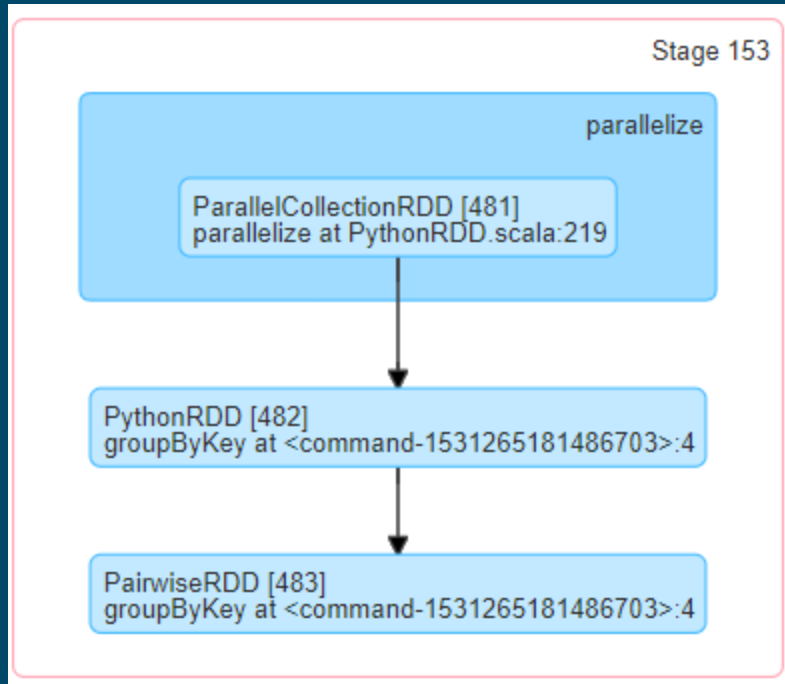 Stage 153
parallelize
ParallelCollectionRDD [481]
parallelize at PythonRDD.scala:219
PythonRDD [482]
groupByKey at <command-1531265181486703>:4
PairwiseRDD [483]
groupByKey at <command-1531265181486703>:4